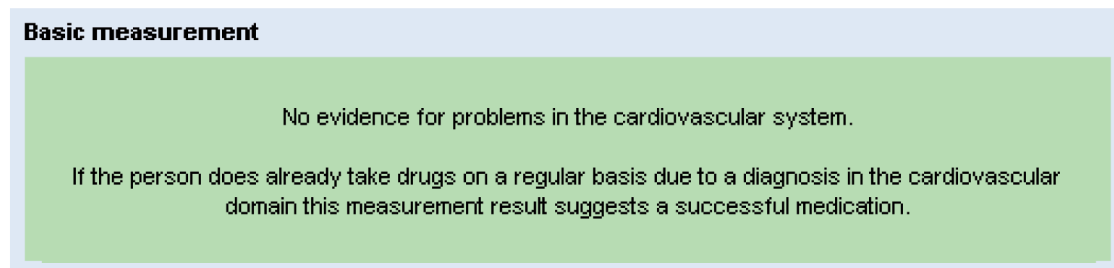 Basic measurement
No evidence for problems in the cardiovascular system.
If the person does already take drugs on a regular basis due to a diagnosis in the cardiovascular
domain this measurement result suggests a successful medication.